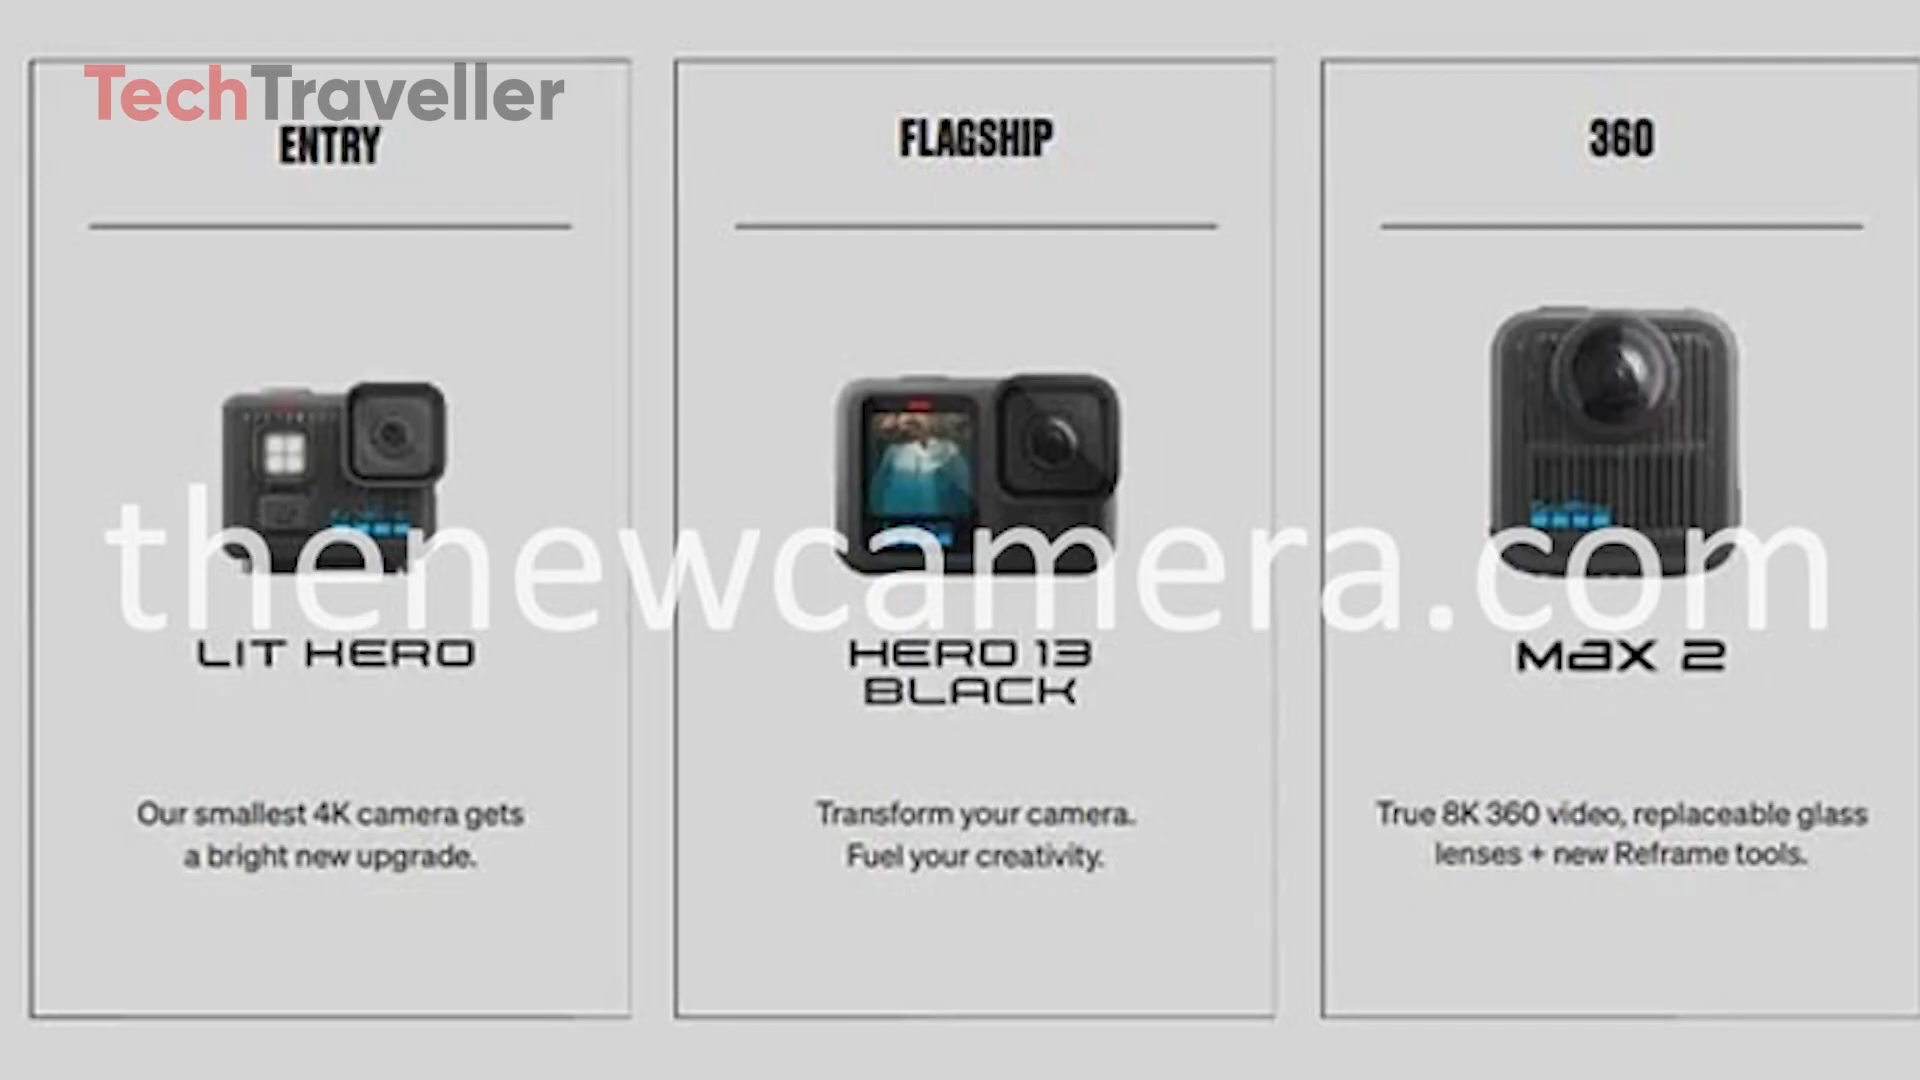 TechTraveller
ENTRY
FLAGSHIP
360
thenewcamera.com
LIT HERO
HERO 13
BLACK
MAX 2
Our smallest 4K camera gets
a bright new upgrade.
Transform your camera.
Fuel your creativity.
True 8K 360 video, replaceable glass
lenses + new Reframe tools.